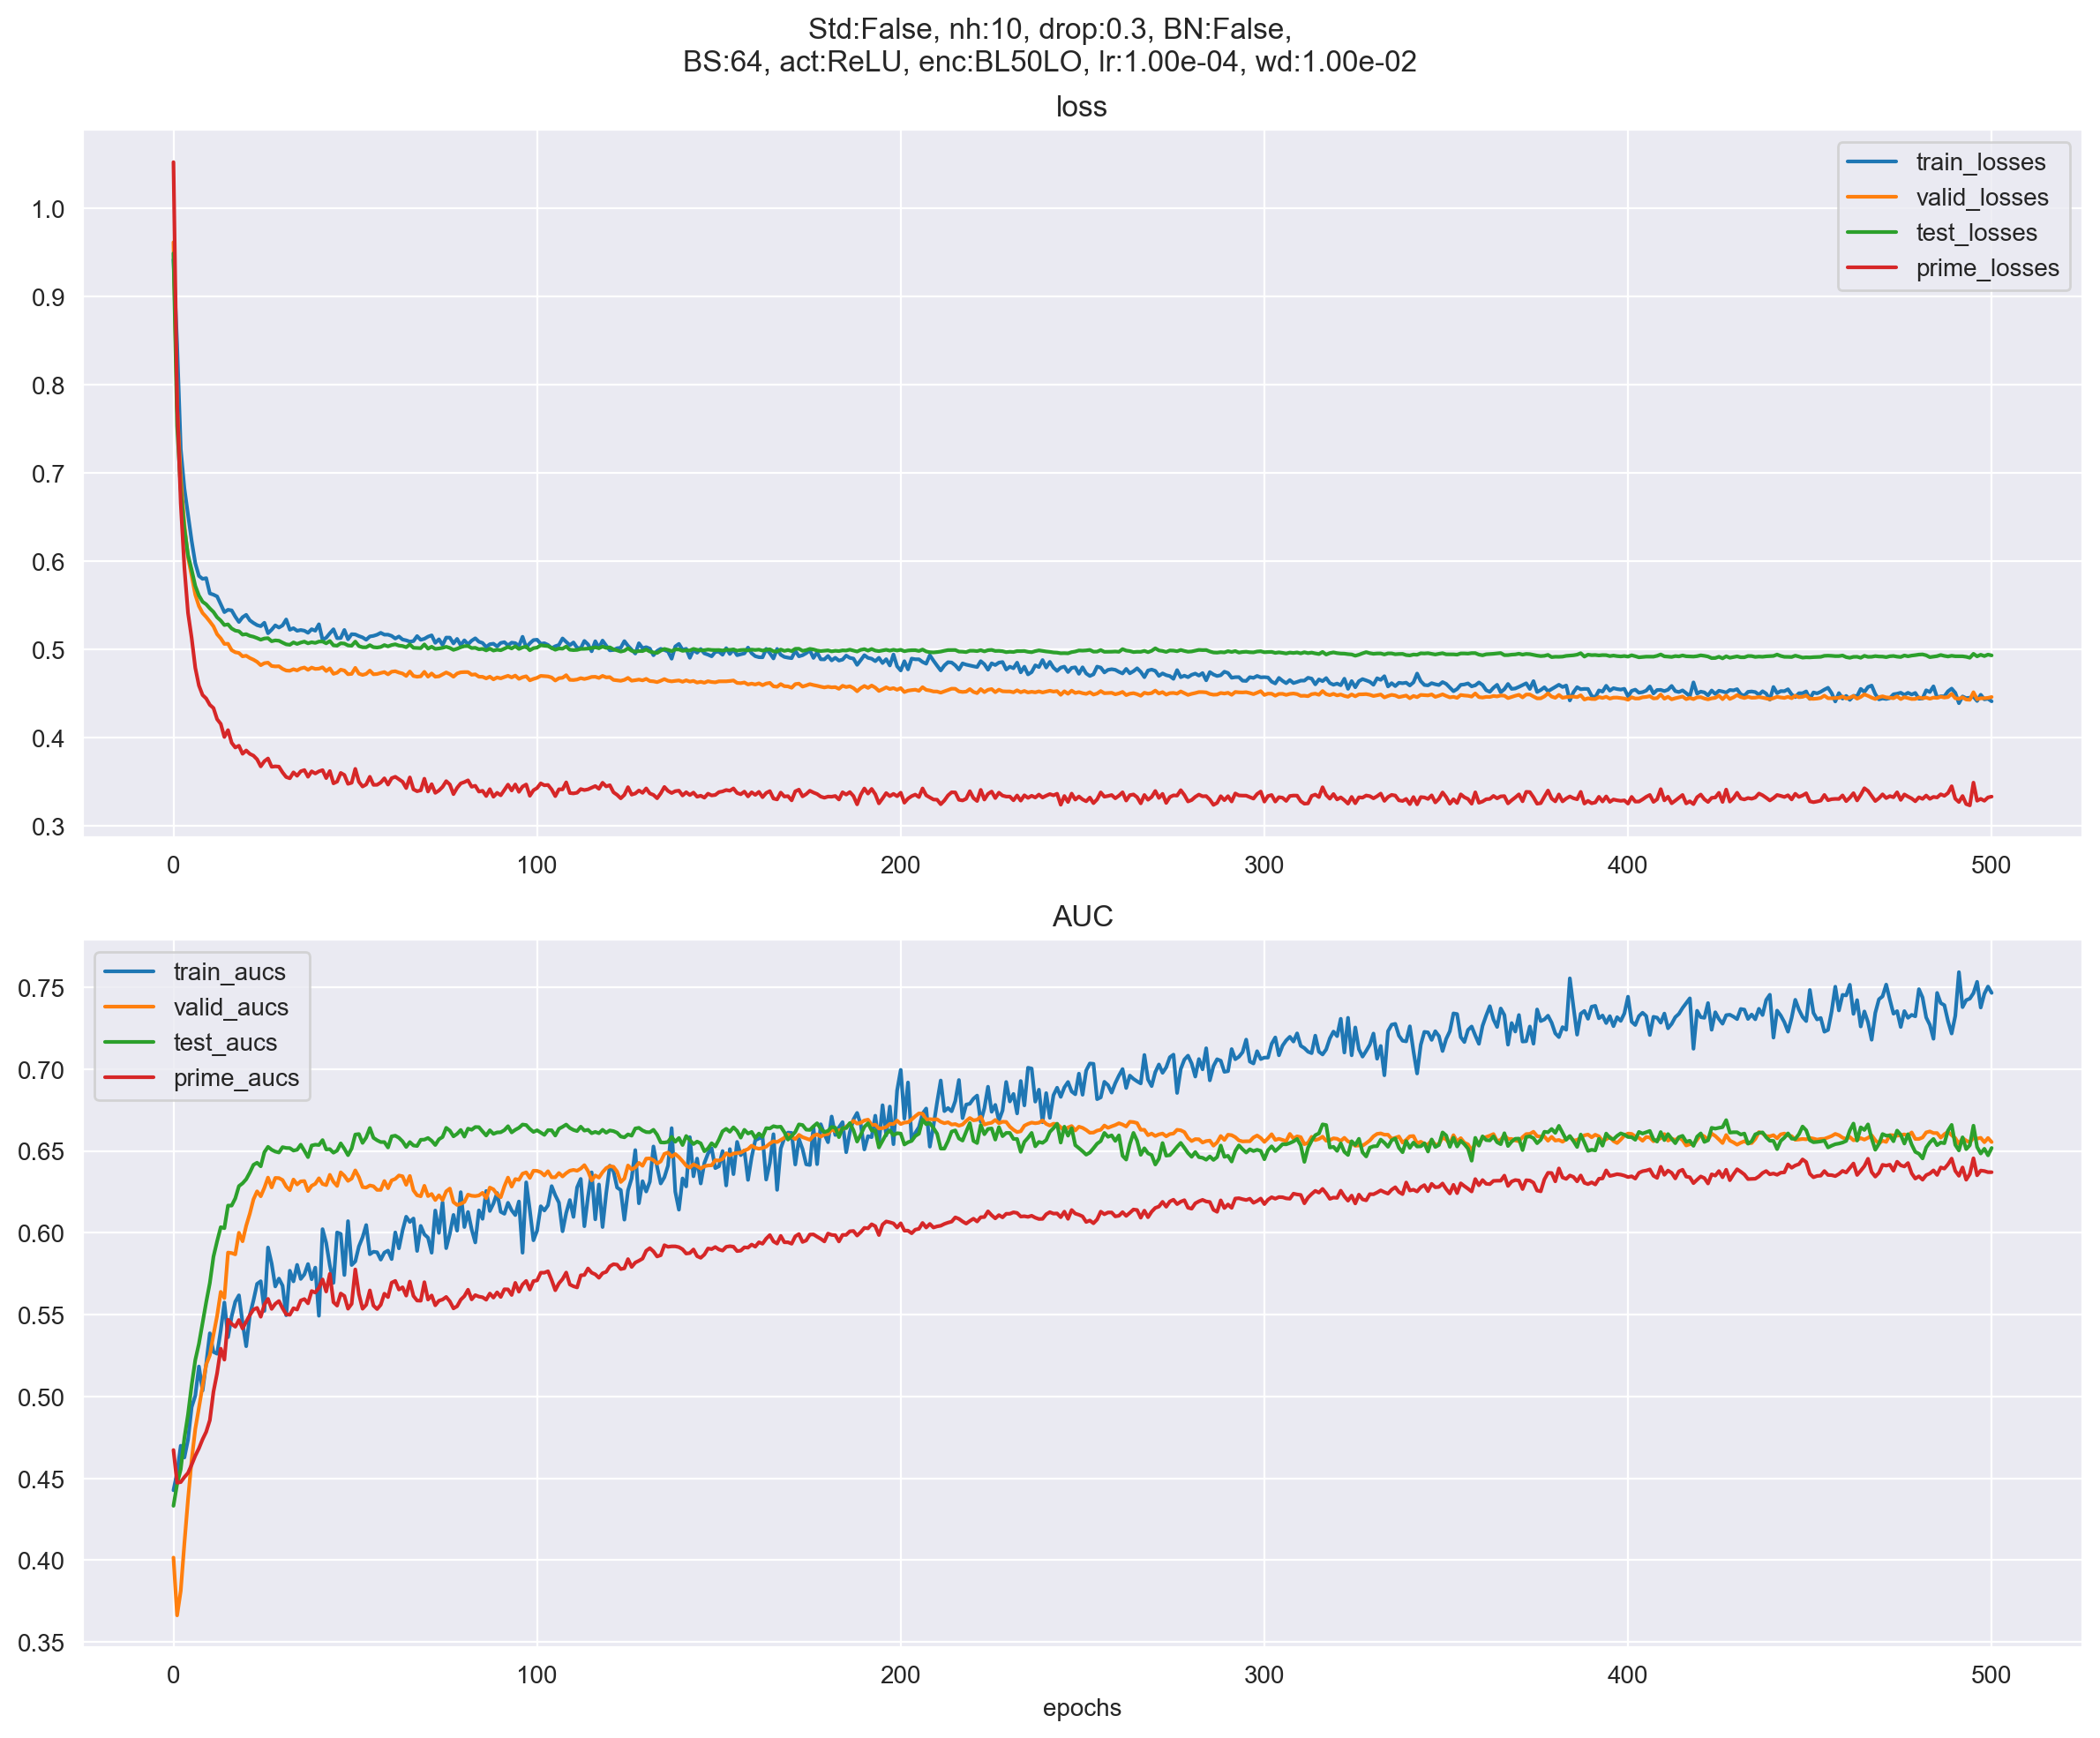 Std:False, nh:10, drop:0.3, BN:False,
BS:64, act:ReLU, enc:BL50LO, lr:1.00e-04, wd:1.00e-02
loss
train_losses
valid_losses
test_losses
prime_losses
1.0
0.9
0.8
0.7
0.6
0.5
0.4
0.3
0 100 200 300 400 500
AUC
train_aucs
valid_aucs
test_aucs
prime_aucs
0.75
0.70
0.65
0.60
0.55
0.50
0.45
0.40
0.35
0 100 200 300 400 500
epochs